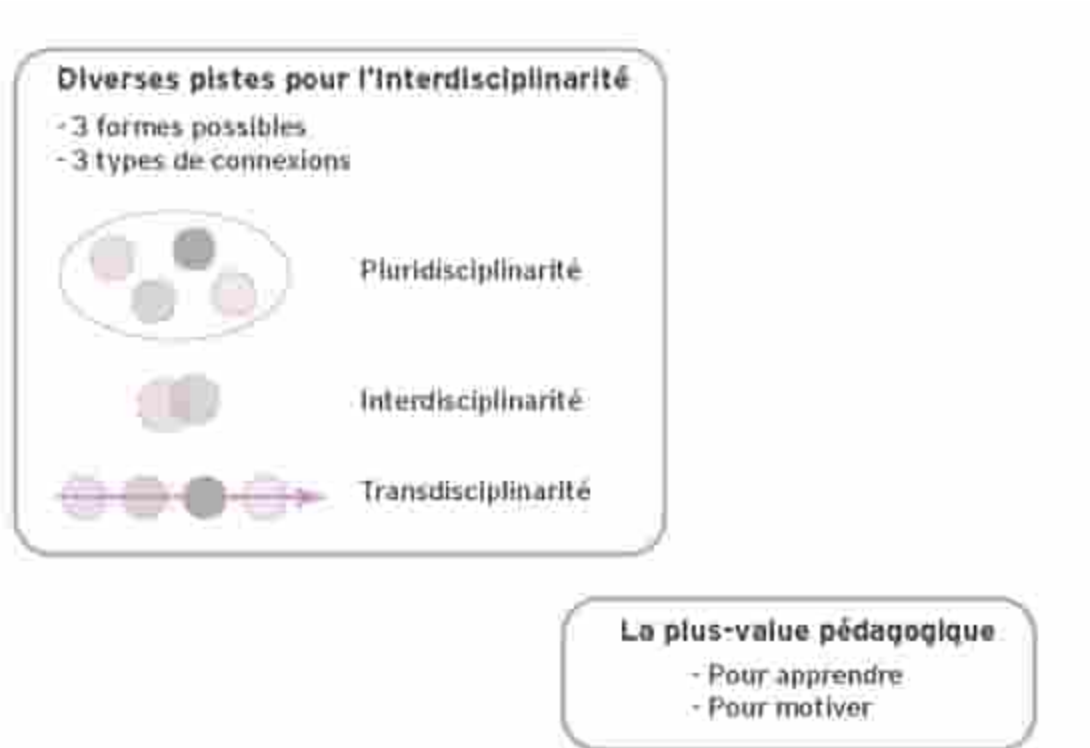 Diverses pistes pour l'Interdisciplinarité
- 3 formes possibles
- 3 types de connexions
Pluridisciplinarité
Interdisciplinarité
Transdisciplinarité
La plus-value pédagogique
- Pour apprendre
- Pour motiver